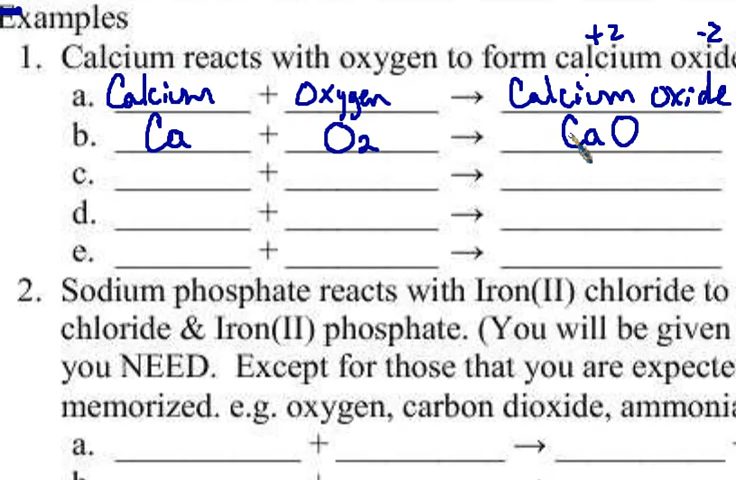 Examples
+2 -2
1. Calcium reacts with oxygen to form calcium oxide
a. Calcium + Oxygen → Calcium oxide
b. Ca + O2 → CaO
c. + →
d. + →
e. + →
2. Sodium phosphate reacts with Iron(II) chloride to
chloride & Iron(II) phosphate. (You will be given
you NEED. Except for those that you are expecte
memorized. e.g. oxygen, carbon dioxide, ammonia
a. + →